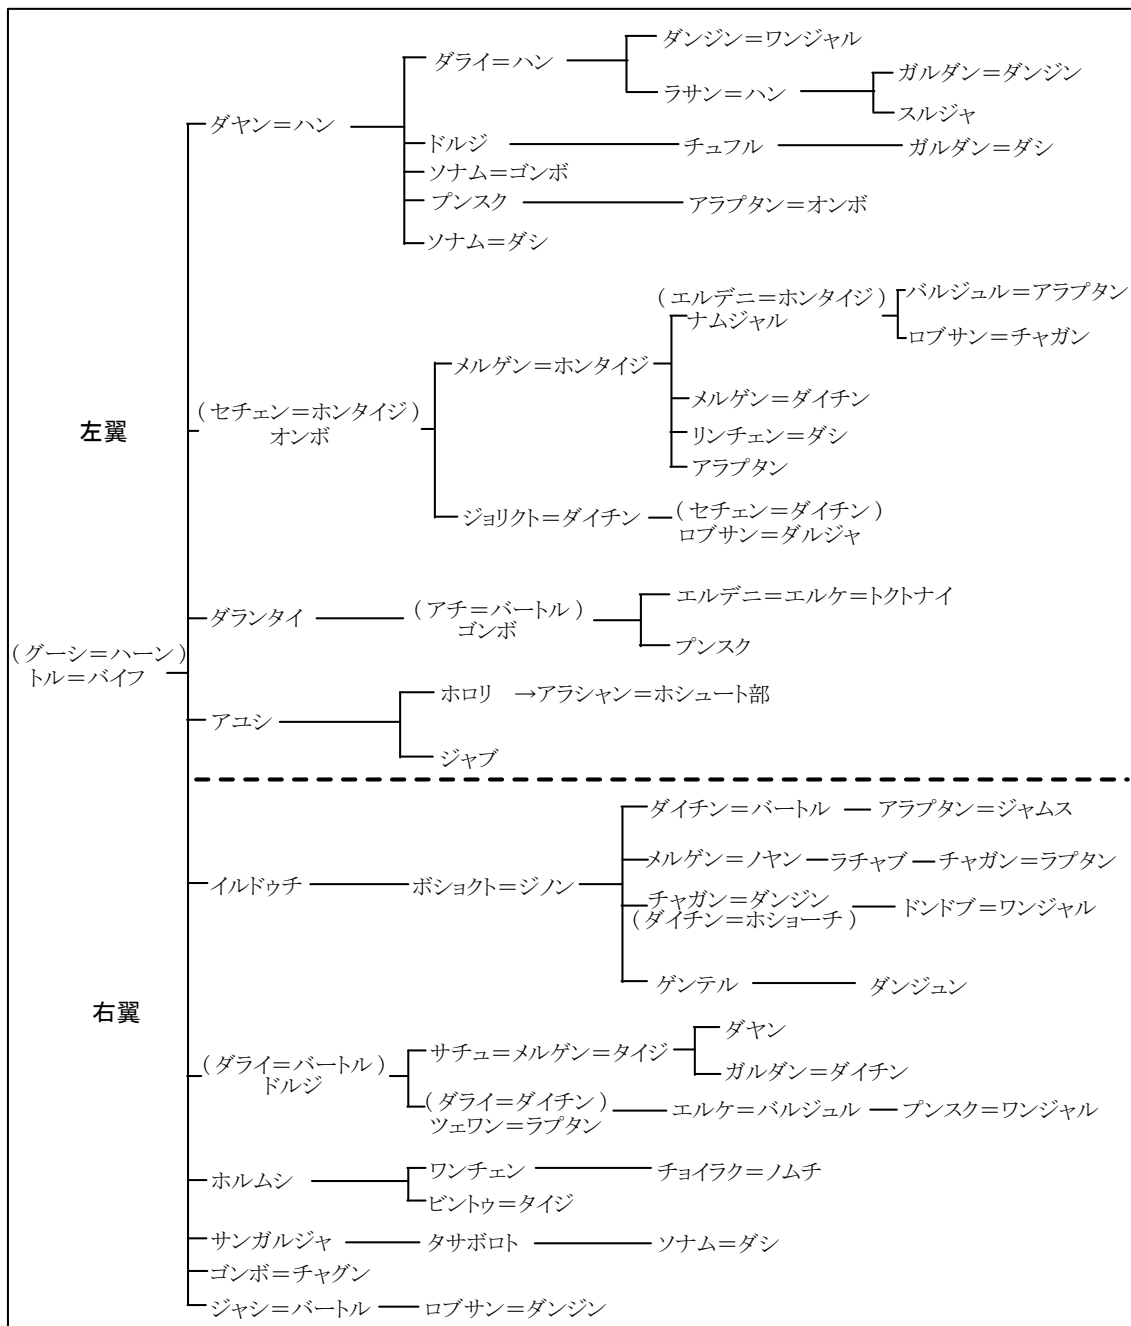 ダンジン＝ワンジャル
ダライ＝ハン
ガルダン＝ダンジン
ラサン＝ハン
スルジャ
ダヤン＝ハン
ドルジ
チュフル
ガルダン＝ダシ
ソナム＝ゴンボ
プンスク
アラプタン＝オンボ
ソナム＝ダシ
(エルデニ＝ホンタイジ)
ナムジャル
バルジュル＝アラプタン
ロブサン＝チャガン
メルゲン＝ホンタイジ
メルゲン＝ダイチン
(セチェン＝ホンタイジ)
オンボ
左翼
リンチェン＝ダシ
アラプタン
ジョリクト＝ダイチン
(セチェン＝ダイチン)
ロブサン＝ダルジャ
ダランタイ
(アチ＝バートル)
ゴンボ
エルデニ＝エルケ＝トクトナイ
プンスク
(グーシ＝ハーン)
トル＝バイフ
ホロリ →アラシャン＝ホシュート部
アユシ
ジャブ
ダイチン＝バートル
アラプタン＝ジャムス
メルゲン＝ノヤン
ラチャブ
チャガン＝ラプタン
イルドゥチ
ボショクト＝ジノン
チャガン＝ダンジン
(ダイチン＝ホショーチ)
ドンドブ＝ワンジャル
ゲンテル
ダンジュン
右翼
ダヤン
サチュ＝メルゲン＝タイジ
ガルダン＝ダイチン
(ダライ＝バートル)
ドルジ
(ダライ＝ダイチン)
ツェワン＝ラプタン
エルケ＝バルジュル
プンスク＝ワンジャル
ワンチェン
チョイラク＝ノムチ
ホルムシ
ビントゥ＝タイジ
サンガルジャ
タサボロト
ソナム＝ダシ
ゴンボ＝チャグン
ジャシ＝バートル
ロブサン＝ダンジン